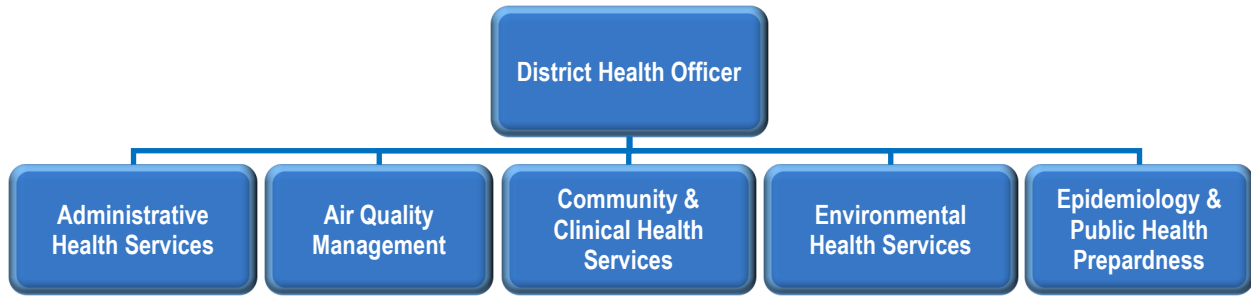 District Health Officer
Administrative
Health Services
Air Quality
Management
Community &
Clinical Health
Services
Environmental
Health Services
Epidemiology &
Public Health
Prepardness